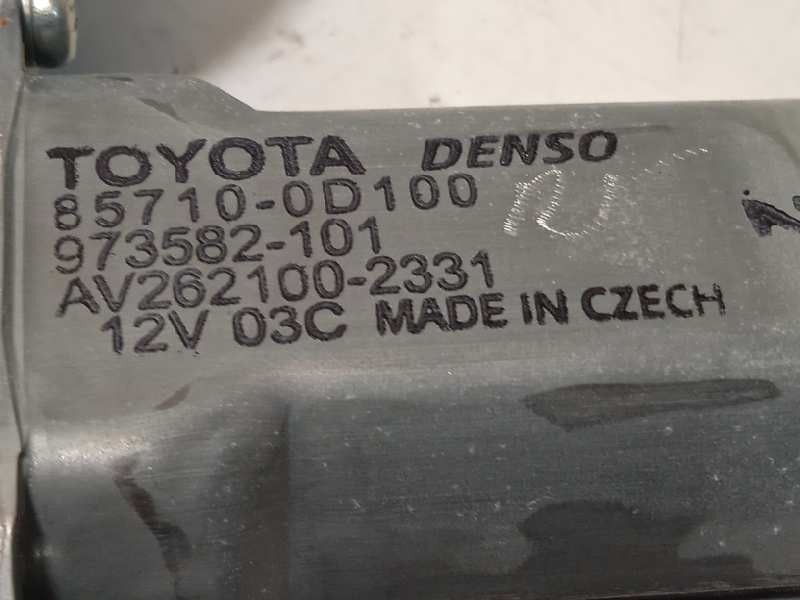 TOYOTA DENSO
85710-0D100
973582-101
AV262100-2331
12V 03C MADE IN CZECH